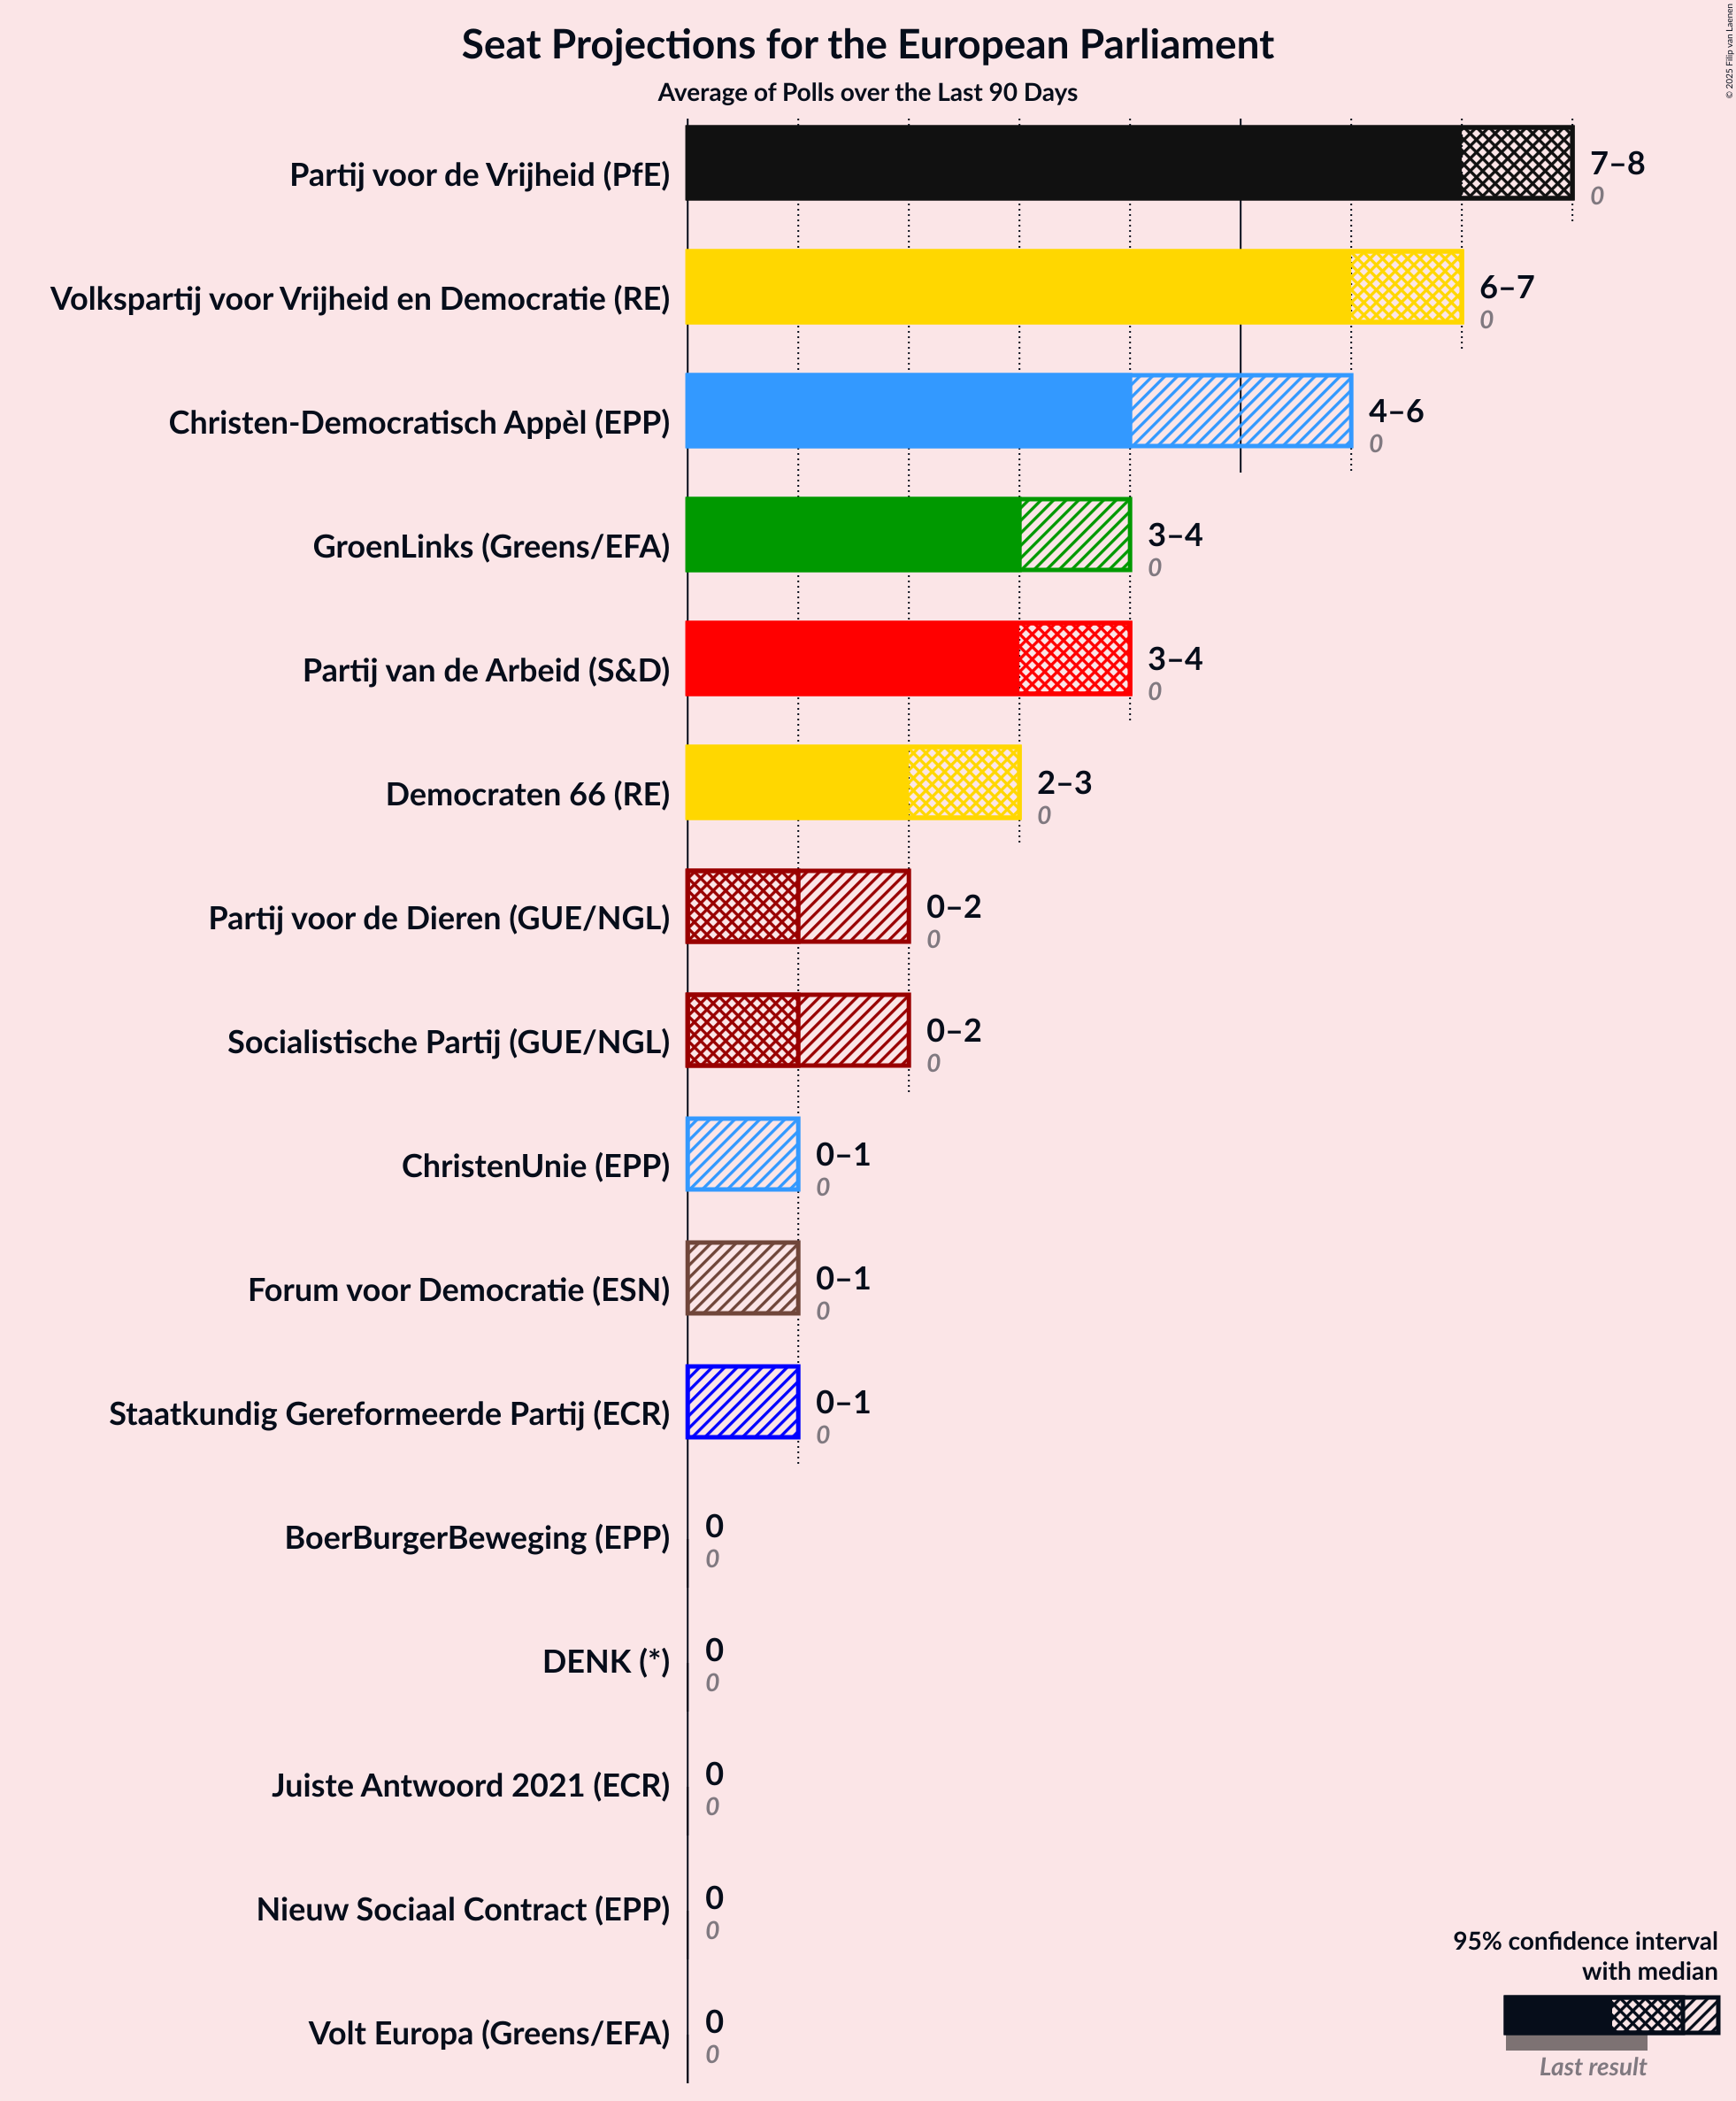 Seat Projections for the European Parliament
Average of Polls over the Last 90 Days
© 2025 Filip van Laenen
Partij voor de Vrijheid (PfE)
7–8
0
Volkspartij voor Vrijheid en Democratie (RE)
6–7
0
Christen-Democratisch Appèl (EPP)
4–6
0
GroenLinks (Greens/EFA)
3–4
0
Partij van de Arbeid (S&D)
3–4
0
Democraten 66 (RE)
2–3
0
Partij voor de Dieren (GUE/NGL)
0–2
0
Socialistische Partij (GUE/NGL)
0–2
0
ChristenUnie (EPP)
0–1
0
Forum voor Democratie (ESN)
0–1
0
Staatkundig Gereformeerde Partij (ECR)
0–1
0
BoerBurgerBeweging (EPP)
0
0
DENK (*)
0
0
Juiste Antwoord 2021 (ECR)
0
0
Nieuw Sociaal Contract (EPP)
0
0
Volt Europa (Greens/EFA)
0
0
95% confidence interval
with median
Last result